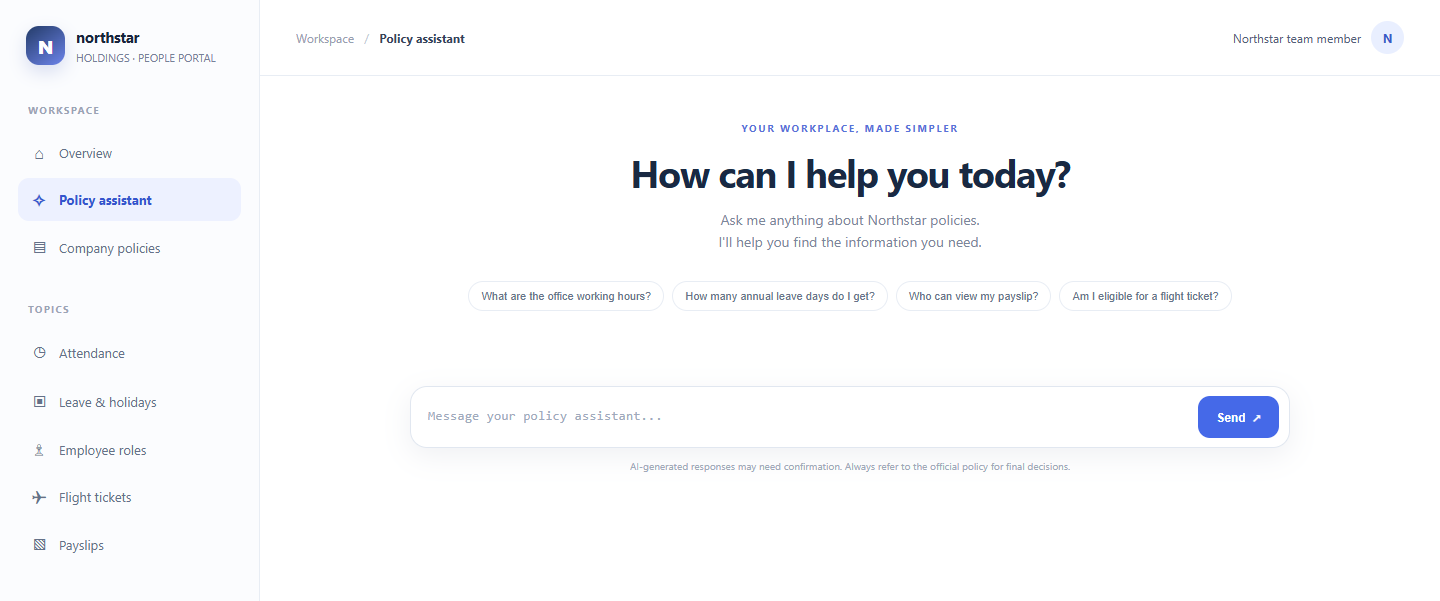 N
northstar
HOLDINGS · PEOPLE PORTAL
WORKSPACE
Overview
Policy assistant
Company policies
TOPICS
Attendance
Leave & holidays
Employee roles
Flight tickets
Payslips
Workspace / Policy assistant
Northstar team member N
YOUR WORKPLACE, MADE SIMPLER
How can I help you today?
Ask me anything about Northstar policies.
I'll help you find the information you need.
What are the office working hours?
How many annual leave days do I get?
Who can view my payslip?
Am I eligible for a flight ticket?
Message your policy assistant...
Send ↗
AI-generated responses may need confirmation. Always refer to the official policy for final decisions.